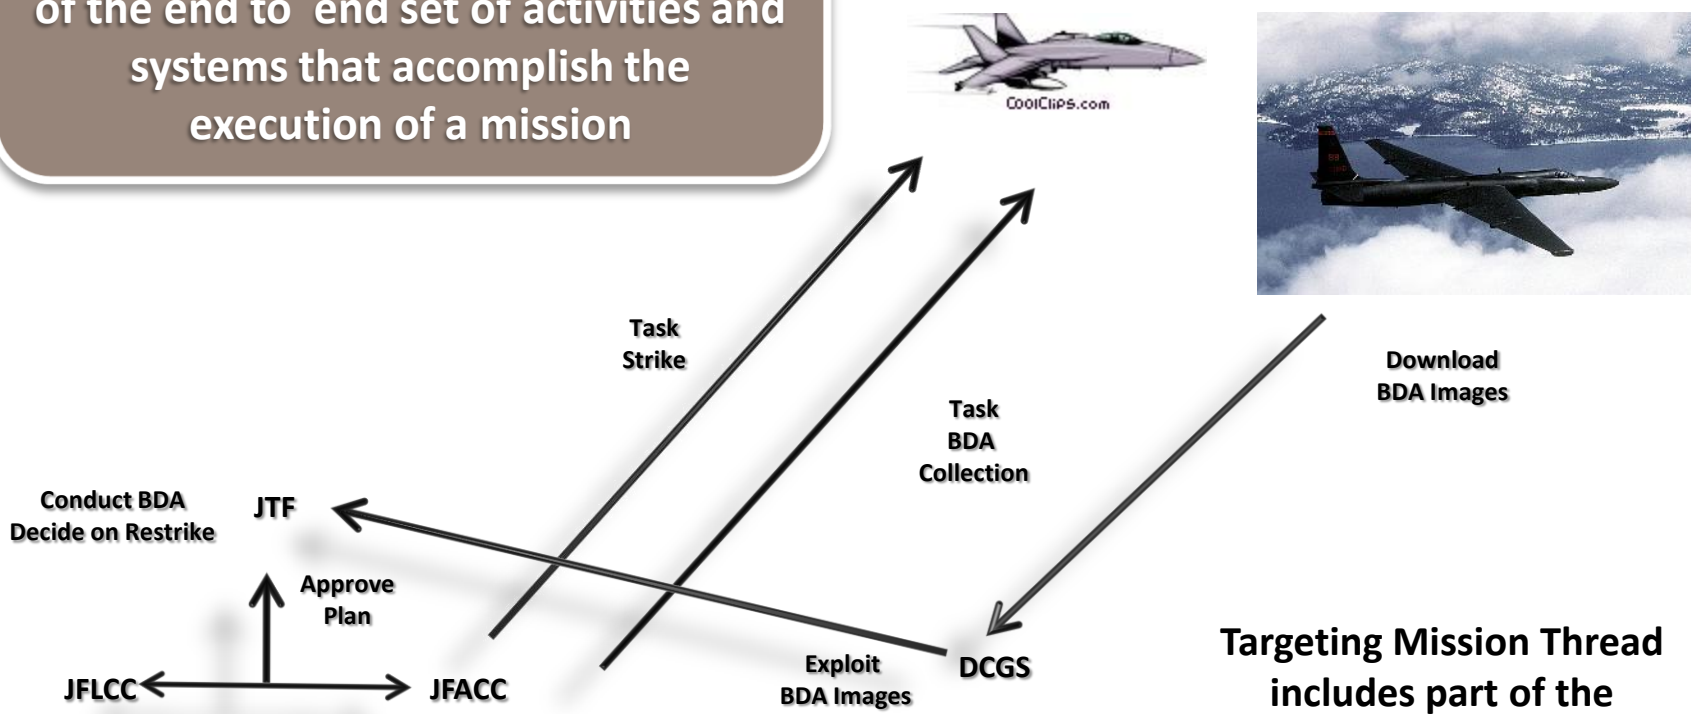 of the end to  end set of activities and
systems that accomplish the
execution of a mission
CoolClips.com
Task
Strike
Download
BDA Images
Task
BDA
Collection
Conduct BDA
Decide on Restrike
JTF
Approve
Plan
JFLCC
JFACC
Exploit
BDA Images
DCGS
Targeting Mission Thread
includes part of the